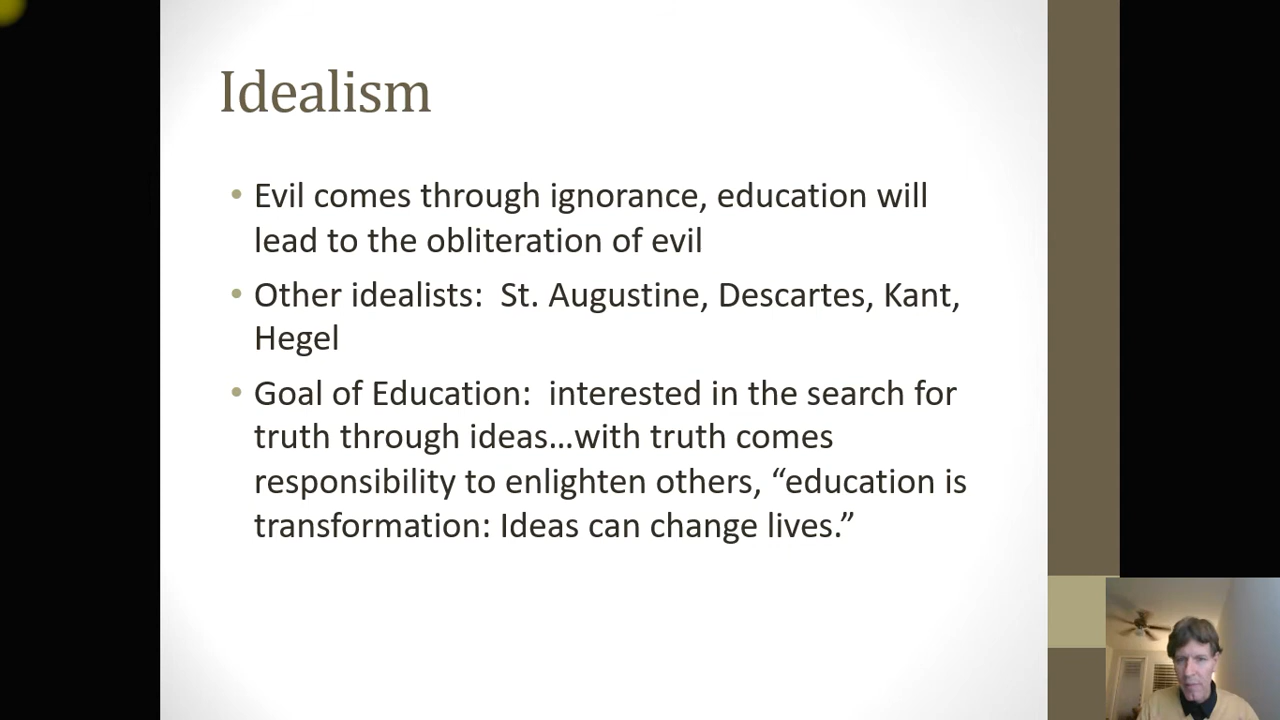 Idealism
• Evil comes through ignorance, education will
lead to the obliteration of evil
• Other idealists:  St. Augustine, Descartes, Kant,
Hegel
• Goal of Education:  interested in the search for
truth through ideas…with truth comes
responsibility to enlighten others, “education is
transformation: Ideas can change lives.”